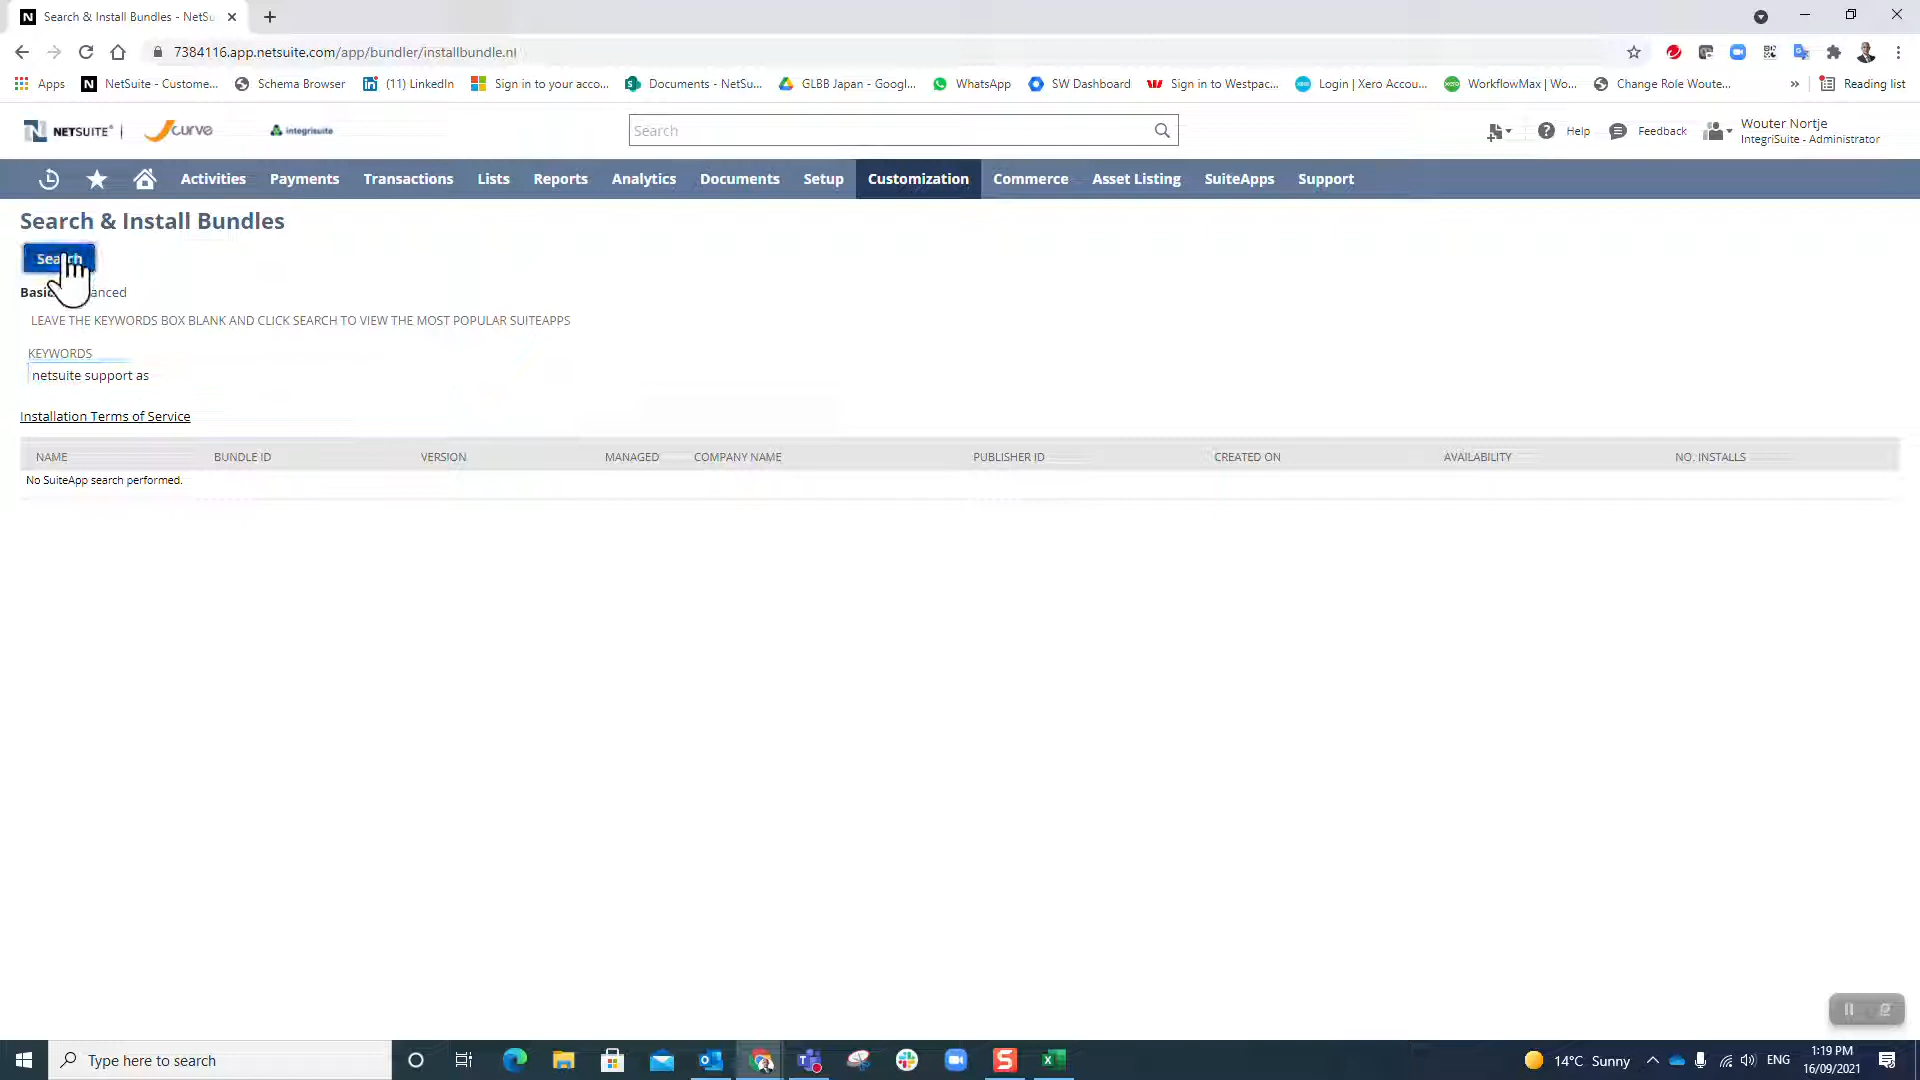 Search & Install Bundles - NetSu
7384116.app.netsuite.com/app/bundler/installbundle.nl
Apps
NetSuite - Custome...
Schema Browser
(11) LinkedIn
Sign in to your acco...
Documents - NetSu...
GLBB Japan - Googl...
WhatsApp
SW Dashboard
Sign in to Westpac...
Login | Xero Accou...
WorkflowMax | Wo...
Change Role Woute...
»
Reading list
NETSUITE
curve
integrisuite
Search
Help
Feedback
Wouter Nortje
IntegriSuite - Administrator
Activities
Payments
Transactions
Lists
Reports
Analytics
Documents
Setup
Customization
Commerce
Asset Listing
SuiteApps
Support
Search & Install Bundles
Search
LEAVE THE KEYWORDS BOX BLANK AND CLICK SEARCH TO VIEW THE MOST POPULAR SUITEAPPS
KEYWORDS
netsuite support as
Installation Terms of Service
NAME BUNDLE ID VERSION MANAGED COMPANY NAME PUBLISHER ID CREATED ON AVAILABILITY NO. INSTALLS
No SuiteApp search performed.
Type here to search
14°C Sunny
ENG
1:19 PM
16/09/2021